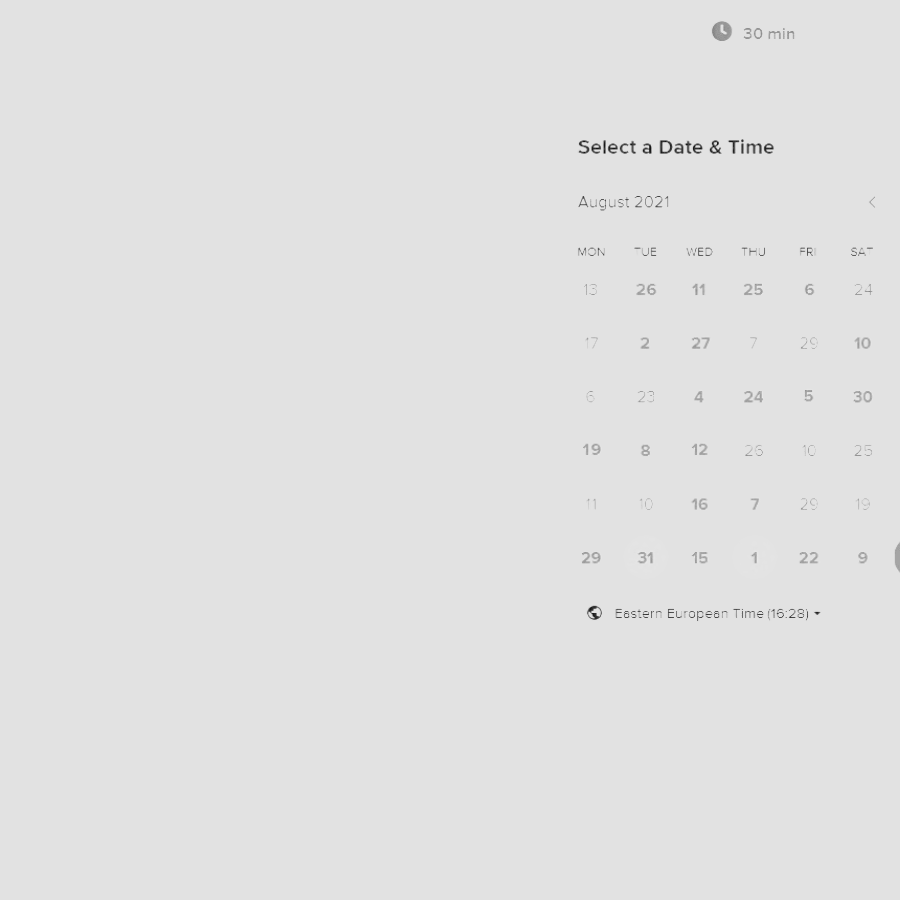 30 min
Select a Date & Time
August 2021
MON TUE WED THU FRI SAT
13 26 11 25 6 24
17 2 27 7 29 10
6 23 4 24 5 30
19 8 12 26 10 25
11 10 16 7 29 19
29 31 15 1 22 9
Eastern European Time (16:28)